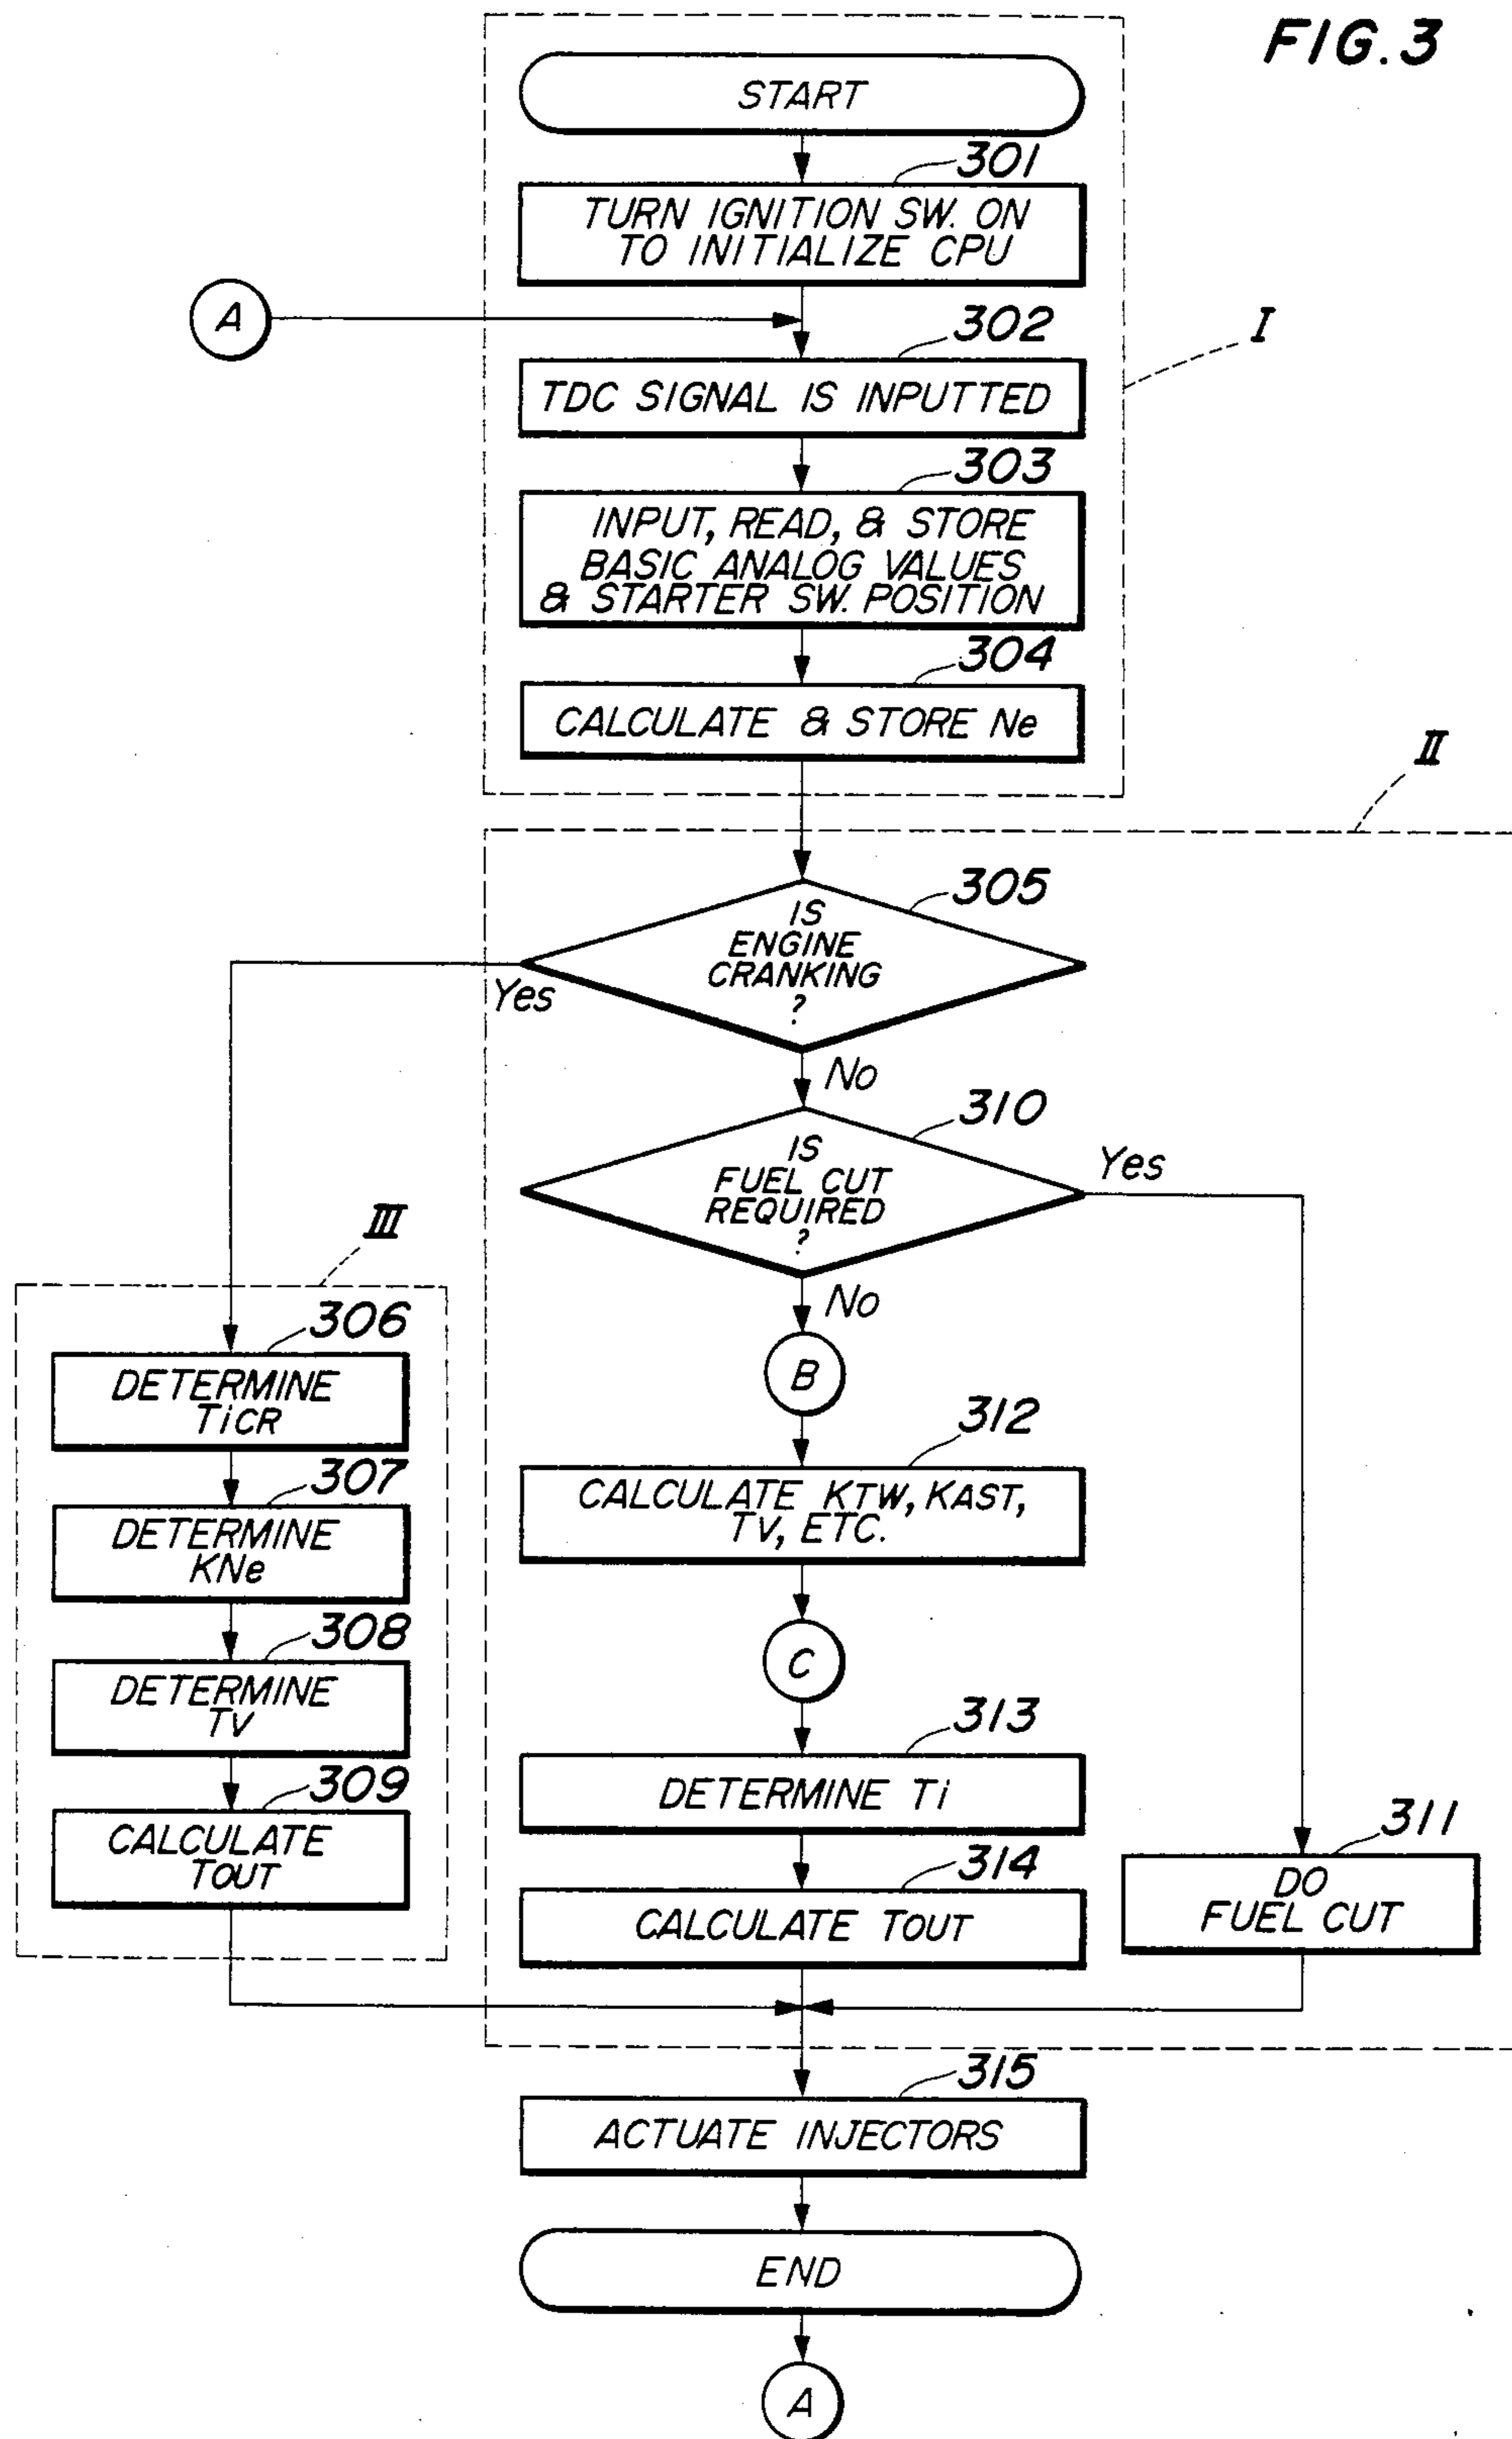 FIG. 3
START
301
TURN IGNITION SW. ON
TO INITIALIZE CPU
A
302
I
TDC SIGNAL IS INPUTTED
303
INPUT, READ, & STORE
BASIC ANALOG VALUES
& STARTER SW. POSITION
304
CALCULATE & STORE Ne
II
305
IS
ENGINE
CRANKING
?
Yes
No
310
IS
FUEL CUT
REQUIRED
?
Yes
No
III
306
DETERMINE
TiCR
307
DETERMINE
KNe
308
DETERMINE
TV
309
CALCULATE
TOUT
B
312
CALCULATE KTW, KAST,
TV, ETC.
C
313
DETERMINE Ti
314
CALCULATE TOUT
311
DO
FUEL CUT
315
ACTUATE INJECTORS
END
A